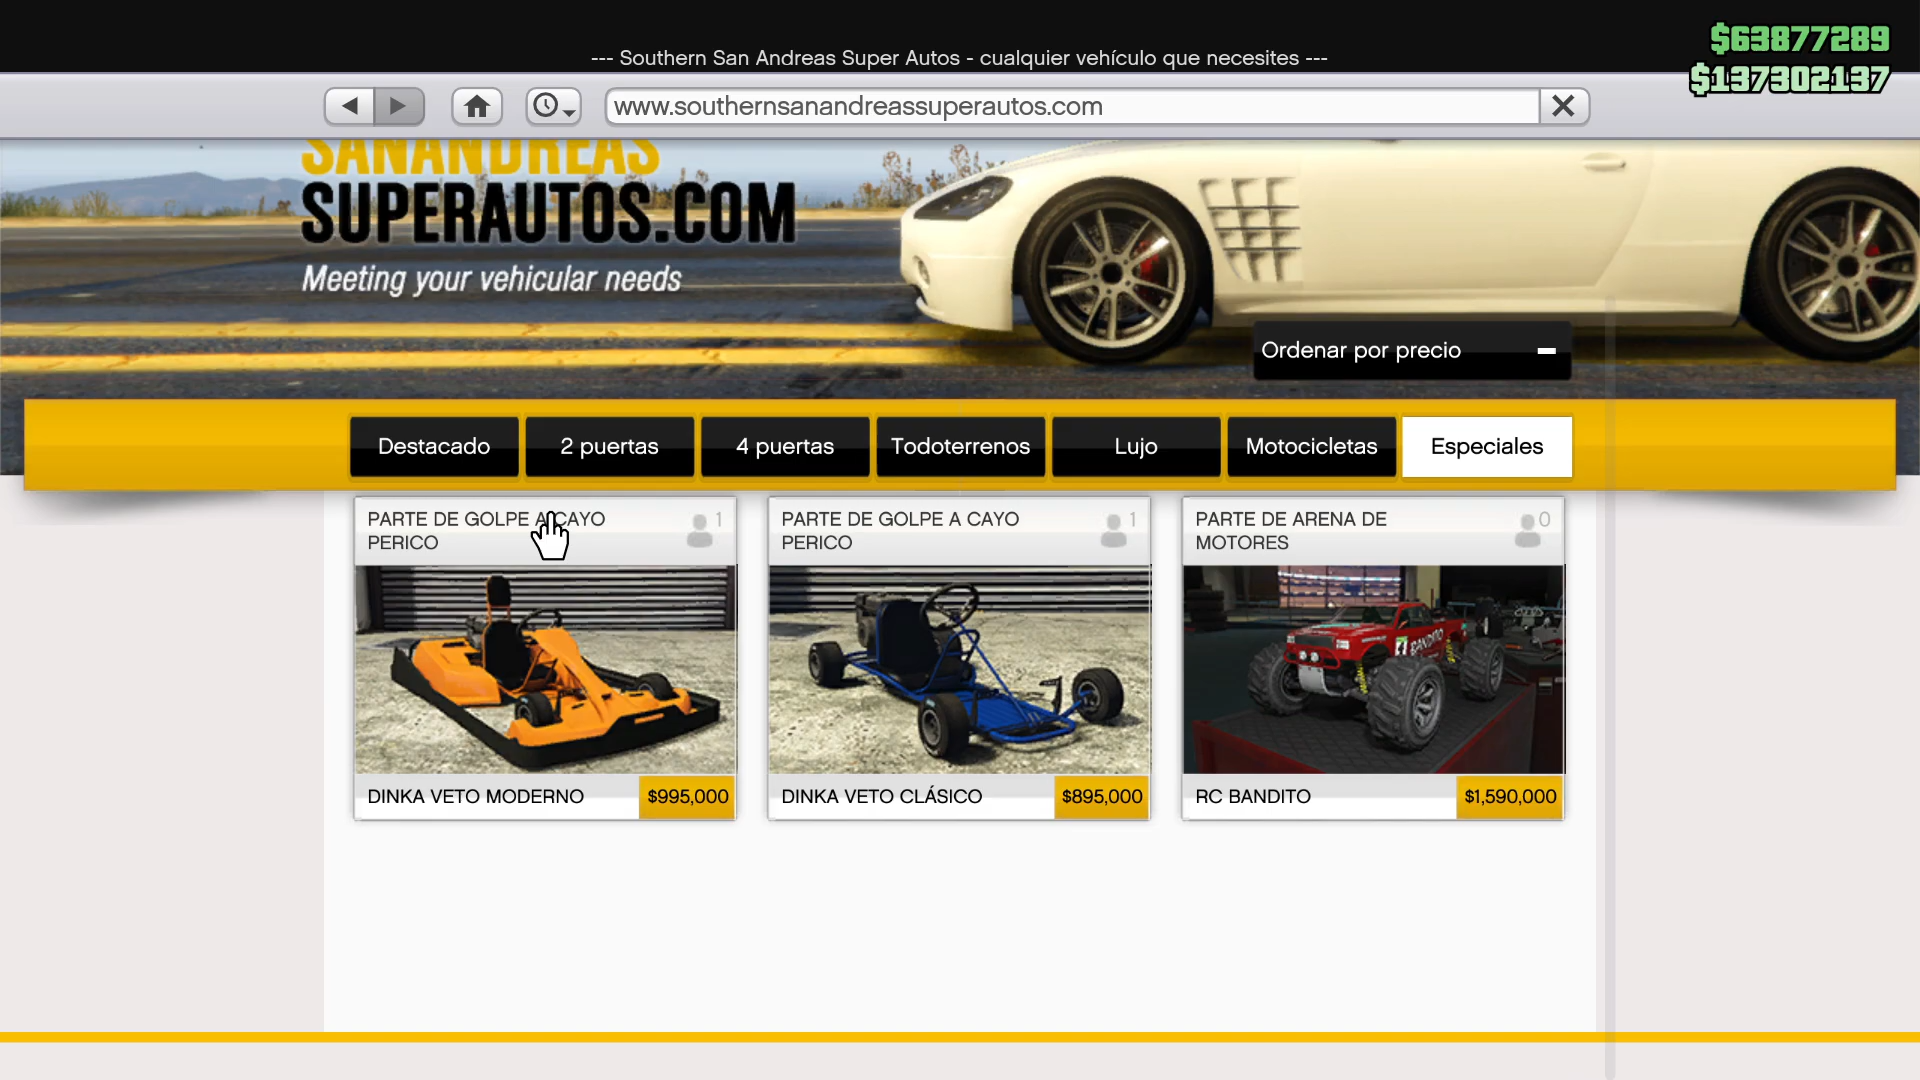 --- Southern San Andreas Super Autos - cualquier vehículo que necesites ---
$63877289
$137302137
www.southernsanandreassuperautos.com
SANANDREAS
SUPERAUTOS.COM
Meeting your vehicular needs
Ordenar por precio
Destacado
2 puertas
4 puertas
Todoterrenos
Lujo
Motocicletas
Especiales
PARTE DE GOLPE A CAYO
PERICO
1
PARTE DE GOLPE A CAYO
PERICO
1
PARTE DE ARENA DE
MOTORES
0
BANDITO
DINKA VETO MODERNO
$995,000
DINKA VETO CLÁSICO
$895,000
RC BANDITO
$1,590,000